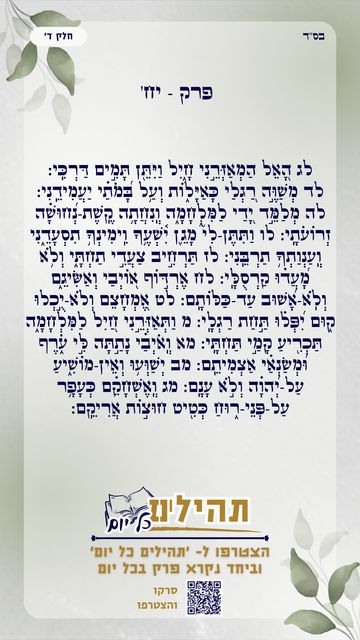 בס״ד
חלק ד׳
פרק - יח׳
לג הָאֵל הַמְאַזְּרֵנִי חָיִל וַיִּתֵּן תָּמִים דַּרְכִּי:
לד מְשַׁוֶּה רַגְלַי כָּאַיָּלוֹת וְעַל בָּמֹתַי יַעֲמִידֵנִי:
לה מְלַמֵּד יָדַי לַמִּלְחָמָה וְנִחֲתָה קֶשֶׁת-נְחוּשָׁה
זְרוֹעֹתָי: לו וַתִּתֶּן-לִי מָגֵן יִשְׁעֶךָ וִימִינְךָ תִסְעָדֵנִי
וְעַנְוַתְךָ תַרְבֵּנִי: לז תַּרְחִיב צַעֲדִי תַחְתָּי וְלֹא
מָעֲדוּ קַרְסֻלָּי: לח אֶרְדּוֹף אוֹיְבַי וְאַשִּׂיגֵם
וְלֹא-אָשׁוּב עַד-כַּלּוֹתָם: לט אֶמְחָצֵם וְלֹא-יֻכְלוּ
קוּם יִפְּלוּ תַּחַת רַגְלָי: מ וַתְּאַזְּרֵנִי חַיִל לַמִּלְחָמָה
תַּכְרִיעַ קָמַי תַּחְתָּי: מא וְאֹיְבַי נָתַתָּה לִּי עֹרֶף
וּמְשַׂנְאַי אַצְמִיתֵם: מב יְשַׁוְּעוּ וְאֵין-מוֹשִׁיעַ
עַל-יְהוָה וְלֹא עָנָם: מג וְאֶשְׁחָקֵם כְּעָפָר
עַל-פְּנֵי-רוּחַ כְּטִיט חוּצוֹת אֲרִיקֵם:
תהילים
כל יום!
הצטרפו ל- ׳תהילים כל יום׳
וביחד נקרא פרק בכל יום
סרקו
והצטרפו